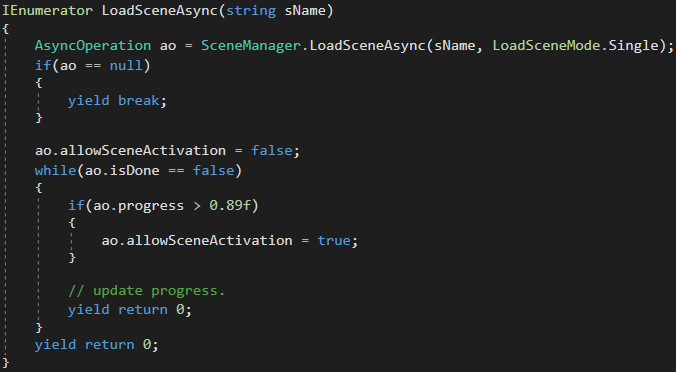 IEnumerator LoadSceneAsync(string sName)
{
AsyncOperation ao = SceneManager.LoadSceneAsync(sName, LoadSceneMode.Single);
if(ao == null)
{
yield break;
}
ao.allowSceneActivation = false;
while(ao.isDone == false)
{
if(ao.progress > 0.89f)
{
ao.allowSceneActivation = true;
}
// update progress.
yield return 0;
}
yield return 0;
}